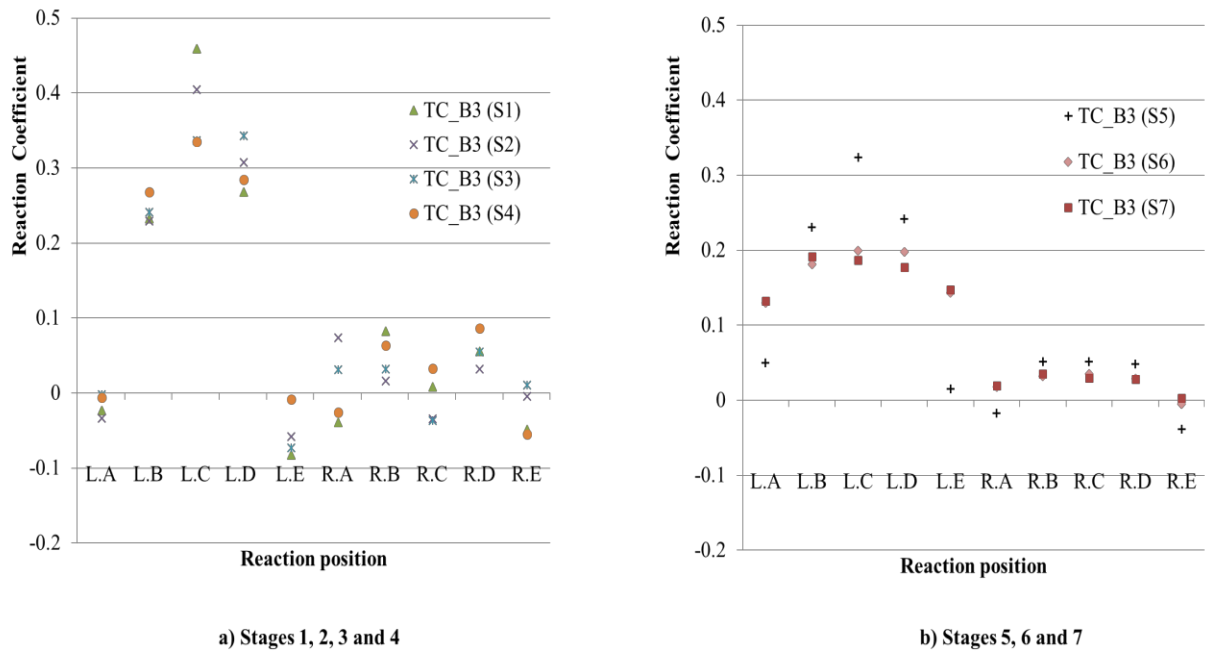 0.5
0.4
0.3
0.2
0.1
0
-0.1
-0.2
Reaction Coefficient
TC_B3 (S1)
TC_B3 (S2)
TC_B3 (S3)
TC_B3 (S4)
L.A L.B L.C L.D L.E R.A R.B R.C R.D R.E
Reaction position
a) Stages 1, 2, 3 and 4
0.5
0.4
0.3
0.2
0.1
0
-0.1
-0.2
Reaction Coefficient
TC_B3 (S5)
TC_B3 (S6)
TC_B3 (S7)
L.A L.B L.C L.D L.E R.A R.B R.C R.D R.E
Reaction position
b) Stages 5, 6 and 7